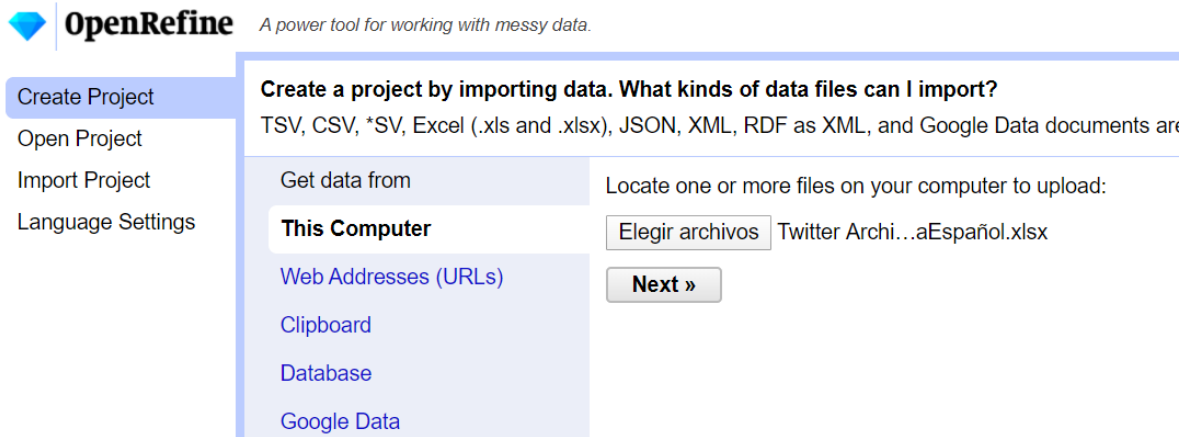 OpenRefine A power tool for working with messy data.
Create Project
Open Project
Import Project
Language Settings
Create a project by importing data. What kinds of data files can I import?
TSV, CSV, *SV, Excel (.xls and .xlsx), JSON, XML, RDF as XML, and Google Data documents are
Get data from
This Computer
Web Addresses (URLs)
Clipboard
Database
Google Data
Locate one or more files on your computer to upload:
Elegir archivos Twitter Archi…aEspañol.xlsx
Next »